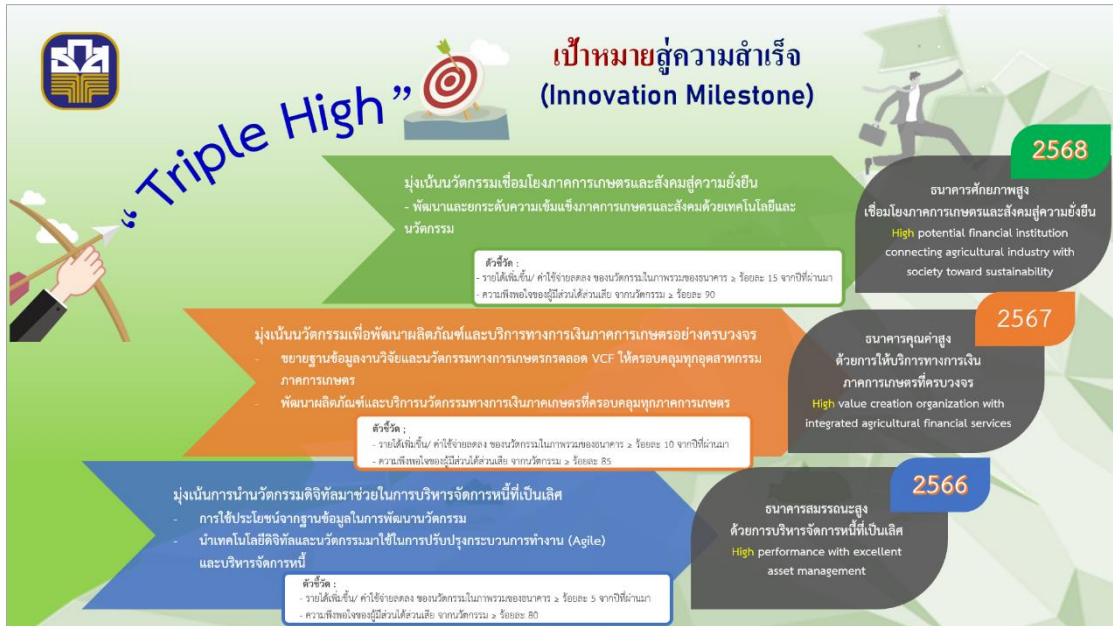 ธกส
“ Triple High ”
เป้าหมายสู่ความสำเร็จ
(Innovation Milestone)
2568
มุ่งเน้นนวัตกรรมเชื่อมโยงภาคการเกษตรและสังคมสู่ความยั่งยืน
- พัฒนาและยกระดับความเข้มแข็งภาคการเกษตรและสังคมด้วยเทคโนโลยีและ
นวัตกรรม
ตัวชี้วัด :
- รายได้เพิ่มขึ้น/ ค่าใช้จ่ายลดลง ของนวัตกรรมในภาพรวมของธนาคาร ≥ ร้อยละ 15 จากปีที่ผ่านมา
- ความพึงพอใจของผู้มีส่วนได้ส่วนเสีย จากนวัตกรรม ≥ ร้อยละ 90
ธนาคารศักยภาพสูง
เชื่อมโยงภาคการเกษตรและสังคมสู่ความยั่งยืน
High potential financial institution
connecting agricultural industry with
society toward sustainability
2567
มุ่งเน้นนวัตกรรมเพื่อพัฒนาผลิตภัณฑ์และบริการทางการเงินภาคการเกษตรอย่างครบวงจร
- ขยายฐานข้อมูลงานวิจัยและนวัตกรรมทางการเกษตรกรตลอด VCF ให้ครอบคลุมทุกอุตสาหกรรม
ภาคการเกษตร
- พัฒนาผลิตภัณฑ์และบริการนวัตกรรมทางการเงินภาคเกษตรที่ครอบคลุมทุกภาคการเกษตร
ตัวชี้วัด :
- รายได้เพิ่มขึ้น/ ค่าใช้จ่ายลดลง ของนวัตกรรมในภาพรวมของธนาคาร ≥ ร้อยละ 10 จากปีที่ผ่านมา
- ความพึงพอใจของผู้มีส่วนได้ส่วนเสีย จากนวัตกรรม ≥ ร้อยละ 85
ธนาคารคุณค่าสูง
ด้วยการให้บริการทางการเงิน
ภาคการเกษตรที่ครบวงจร
High value creation organization with
integrated agricultural financial services
2566
มุ่งเน้นการนำนวัตกรรมดิจิทัลมาช่วยในการบริหารจัดการหนี้ที่เป็นเลิศ
- การใช้ประโยชน์จากฐานข้อมูลในการพัฒนานวัตกรรม
- นำเทคโนโลยีดิจิทัลและนวัตกรรมมาใช้ในการปรับปรุงกระบวนการทำงาน (Agile)
และบริหารจัดการหนี้
ตัวชี้วัด :
- รายได้เพิ่มขึ้น/ ค่าใช้จ่ายลดลง ของนวัตกรรมในภาพรวมของธนาคาร ≥ ร้อยละ 5 จากปีที่ผ่านมา
- ความพึงพอใจของผู้มีส่วนได้ส่วนเสีย จากนวัตกรรม ≥ ร้อยละ 80
ธนาคารสมรรถนะสูง
ด้วยการบริหารจัดการหนี้ที่เป็นเลิศ
High performance with excellent
asset management